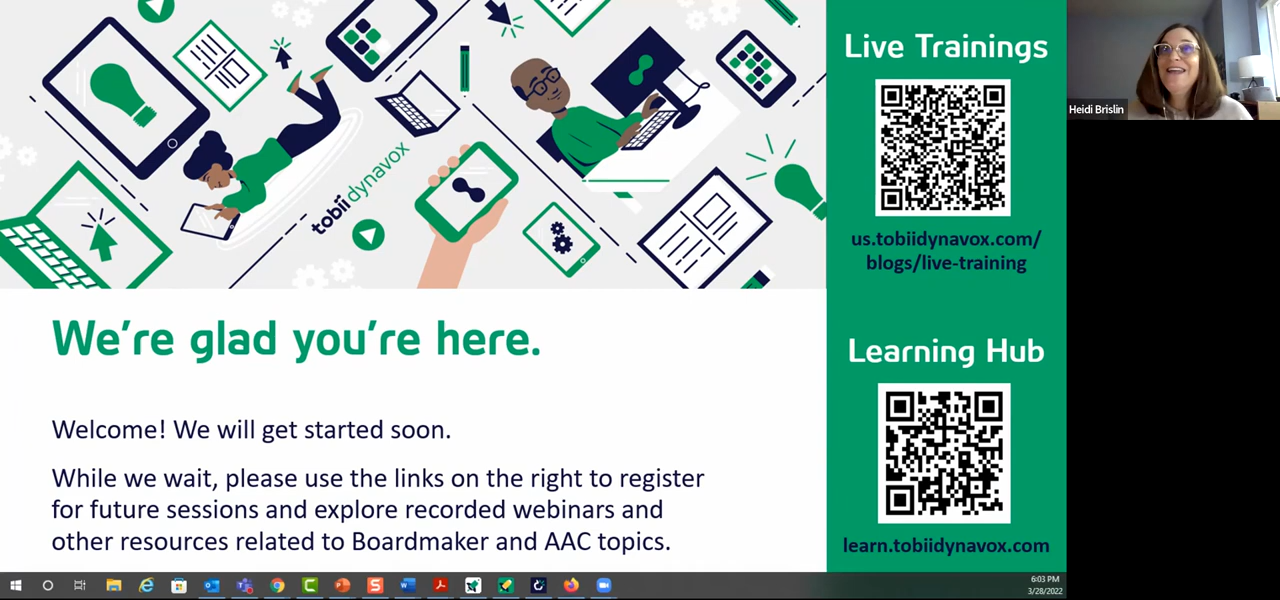 tobii dynavox
We're glad you're here.
Welcome! We will get started soon.
While we wait, please use the links on the right to register
for future sessions and explore recorded webinars and
other resources related to Boardmaker and AAC topics.
Live Trainings
us.tobiidynavox.com/
blogs/live-training
Learning Hub
learn.tobiidynavox.com
Heidi Brislin
6:03 PM
3/28/2022